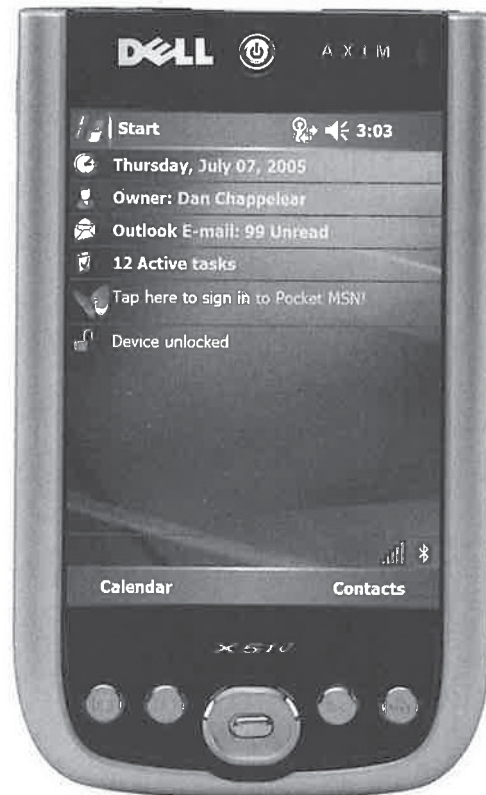 DELL
AXIM
Start 3:03
Thursday, July 07, 2005
Owner: Dan Chappelear
Outlook E-mail: 99 Unread
12 Active tasks
Tap here to sign in to Pocket MSN!
Device unlocked
Calendar Contacts